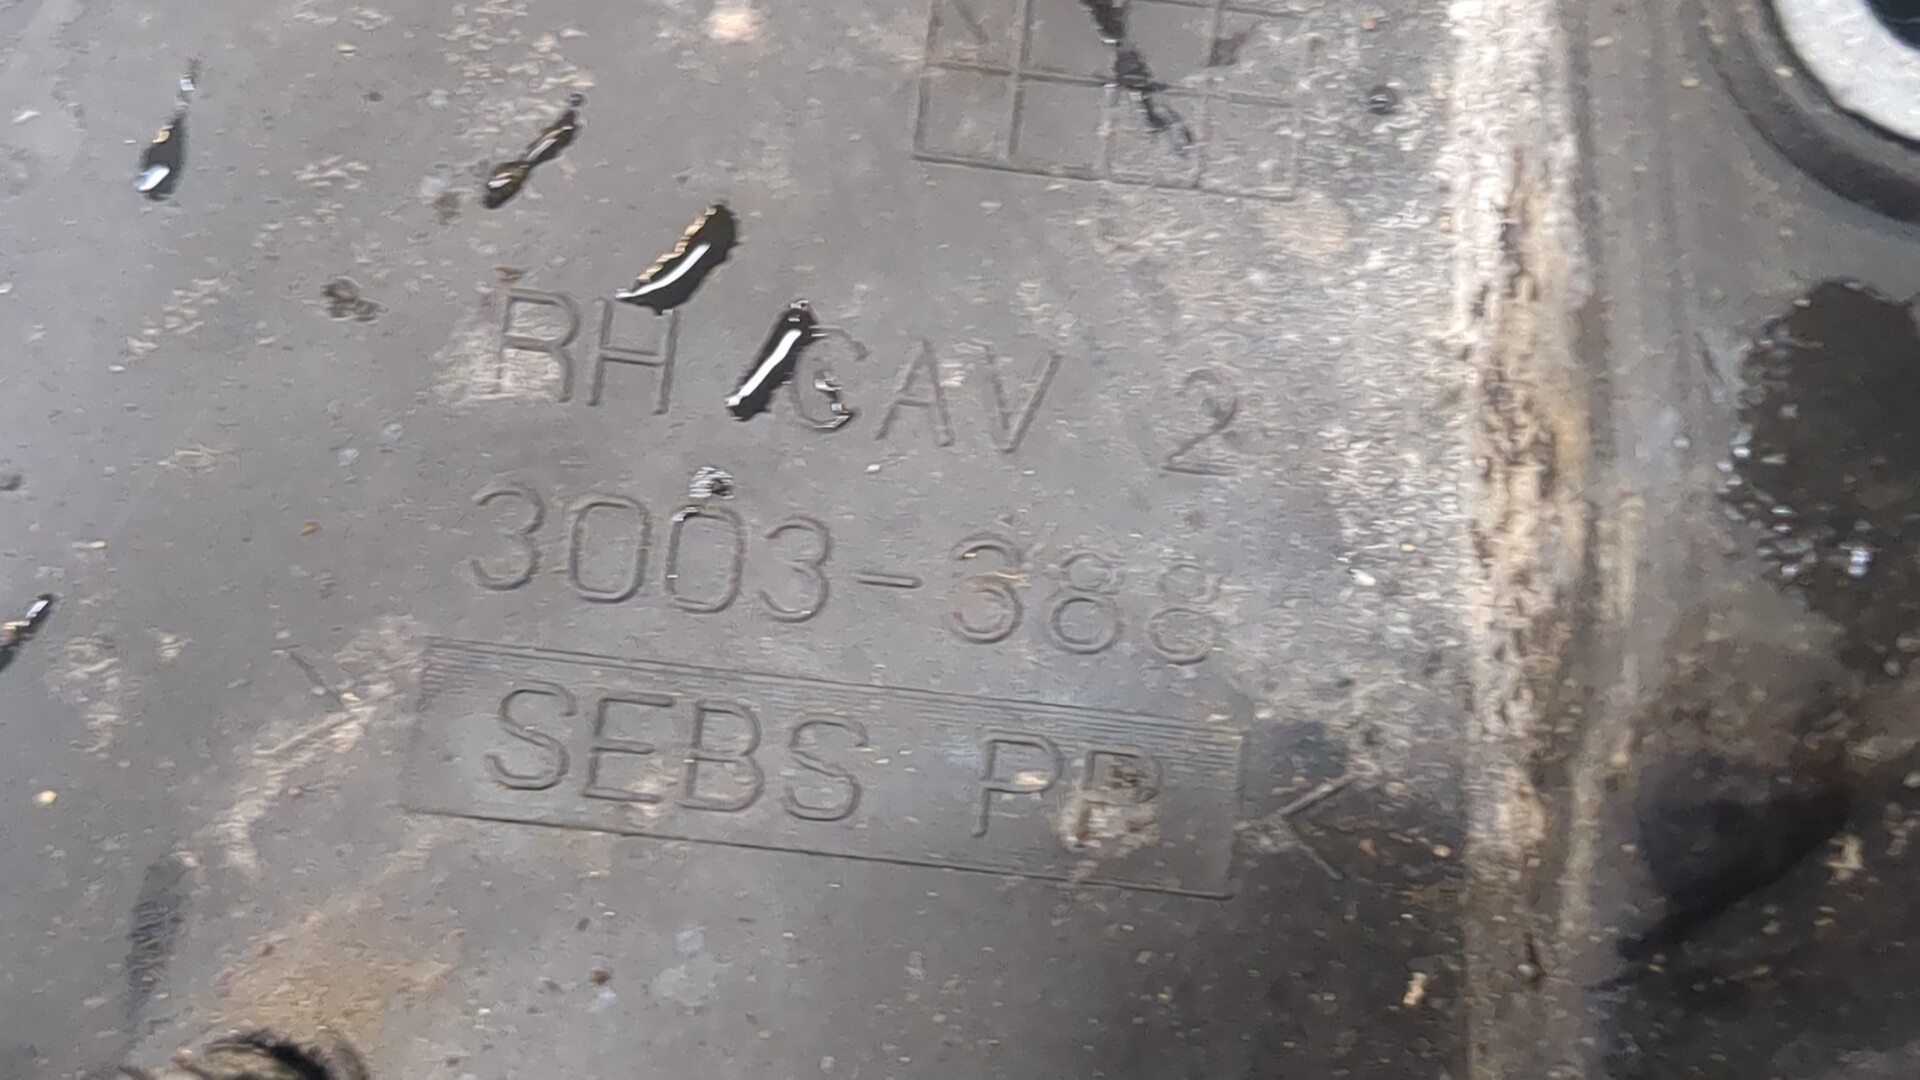 RH CAV 2
3003-388
SEBS PP<